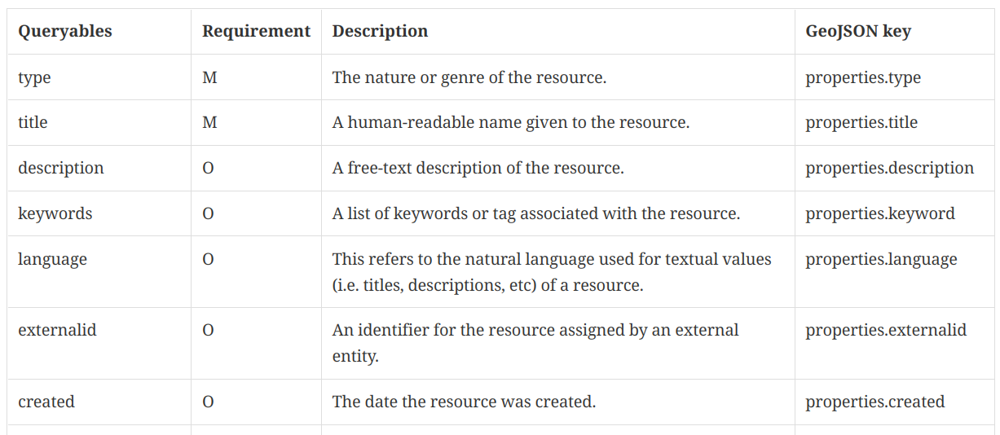 Queryables Requirement Description GeoJSON key
type M The nature or genre of the resource. properties.type
title M A human-readable name given to the resource. properties.title
description O A free-text description of the resource. properties.description
keywords O A list of keywords or tag associated with the resource. properties.keyword
language O This refers to the natural language used for textual values properties.language
(i.e. titles, descriptions, etc) of a resource.
externalid O An identifier for the resource assigned by an external properties.externalid
entity.
created O The date the resource was created. properties.created